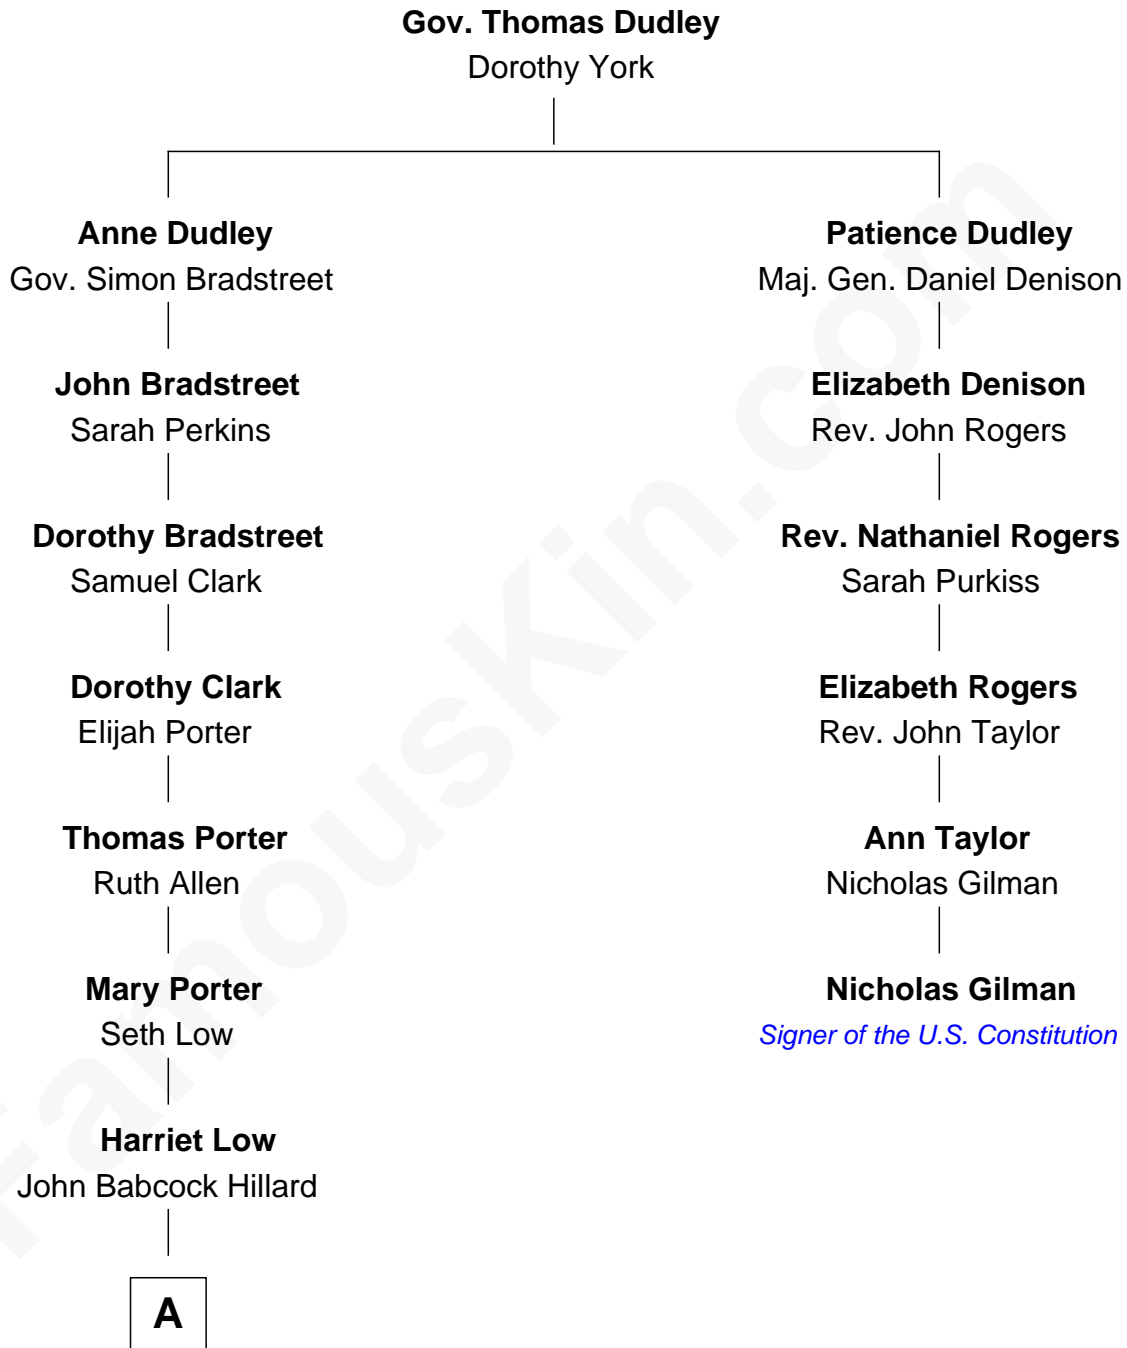 Gov. Thomas Dudley
Dorothy York
Anne Dudley
Gov. Simon Bradstreet
John Bradstreet
Sarah Perkins
Dorothy Bradstreet
Samuel Clark
Dorothy Clark
Elijah Porter
Thomas Porter
Ruth Allen
Mary Porter
Seth Low
Harriet Low
John Babcock Hillard
A
Patience Dudley
Maj. Gen. Daniel Denison
Elizabeth Denison
Rev. John Rogers
Rev. Nathaniel Rogers
Sarah Purkiss
Elizabeth Rogers
Rev. John Taylor
Ann Taylor
Nicholas Gilman
Nicholas Gilman
Signer of the U.S. Constitution
FamousKin.com